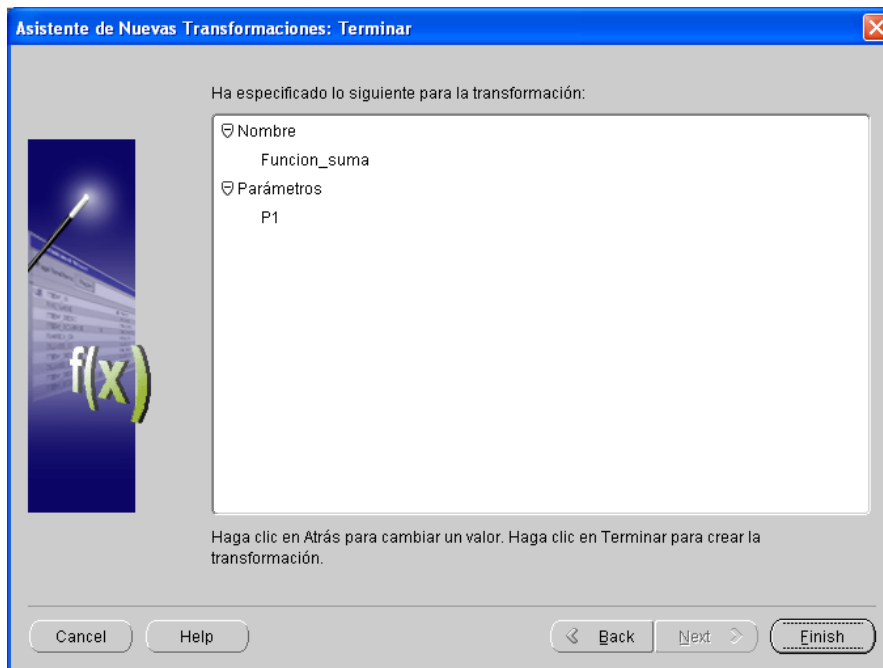 Asistente de Nuevas Transformaciones: Terminar
Ha especificado lo siguiente para la transformación:
Nombre
Funcion_suma
Parámetros
P1
f(x)
Haga clic en Atrás para cambiar un valor. Haga clic en Terminar para crear la
transformación.
Cancel
Help
Back
Next
Finish